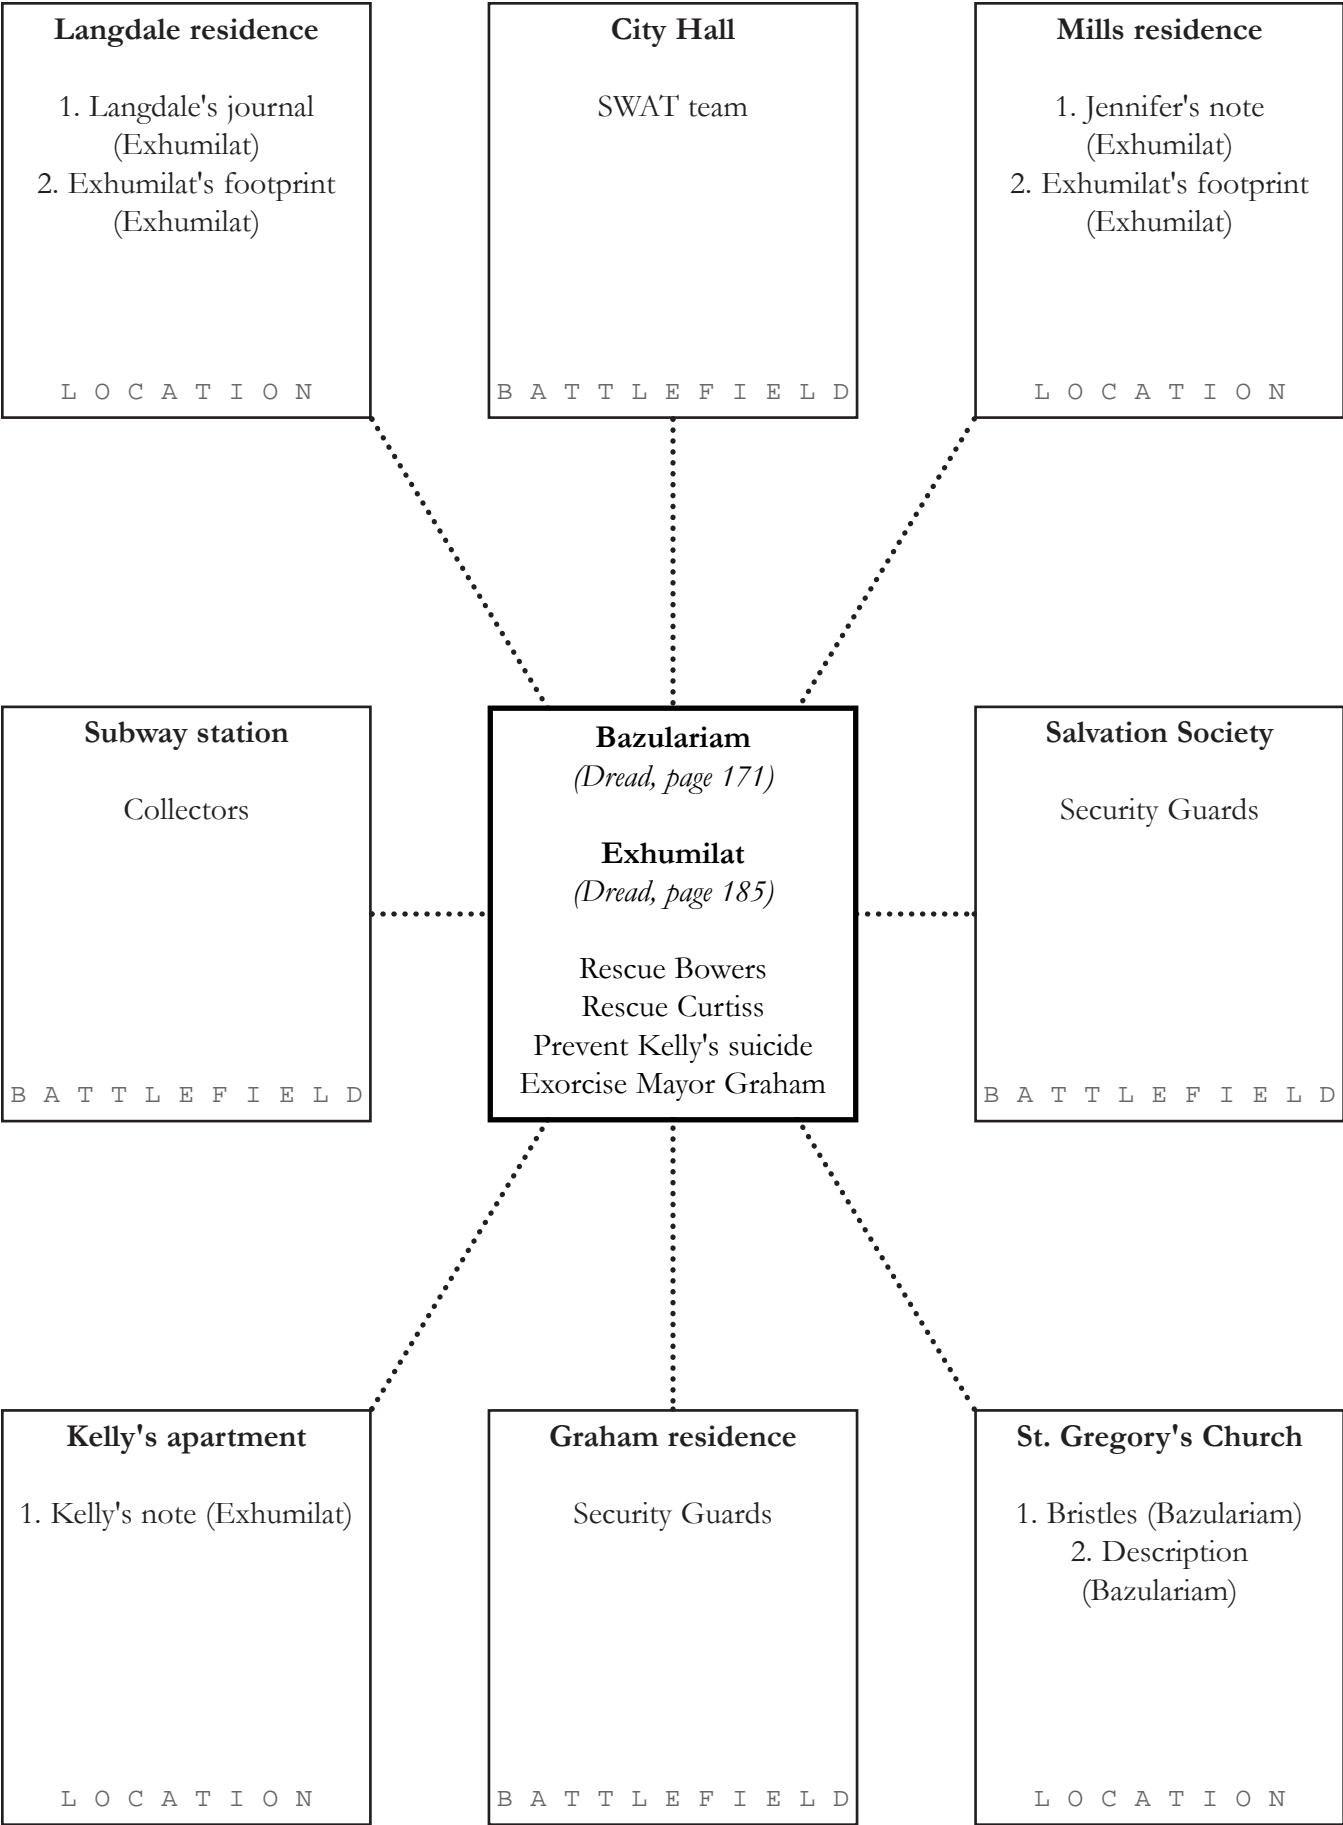 Langdale residence
1. Langdale's journal
(Exhumilat)
2. Exhumilat's footprint
(Exhumilat)
LOCATION
City Hall
SWAT team
BATTLEFIELD
Mills residence
1. Jennifer's note
(Exhumilat)
2. Exhumilat's footprint
(Exhumilat)
LOCATION
Subway station
Collectors
BATTLEFIELD
Bazulariam
(Dread, page 171)
Exhumilat
(Dread, page 185)
Rescue Bowers
Rescue Curtiss
Prevent Kelly's suicide
Exorcise Mayor Graham
Salvation Society
Security Guards
BATTLEFIELD
Kelly's apartment
1. Kelly's note (Exhumilat)
LOCATION
Graham residence
Security Guards
BATTLEFIELD
St. Gregory's Church
1. Bristles (Bazulariam)
2. Description
(Bazulariam)
LOCATION